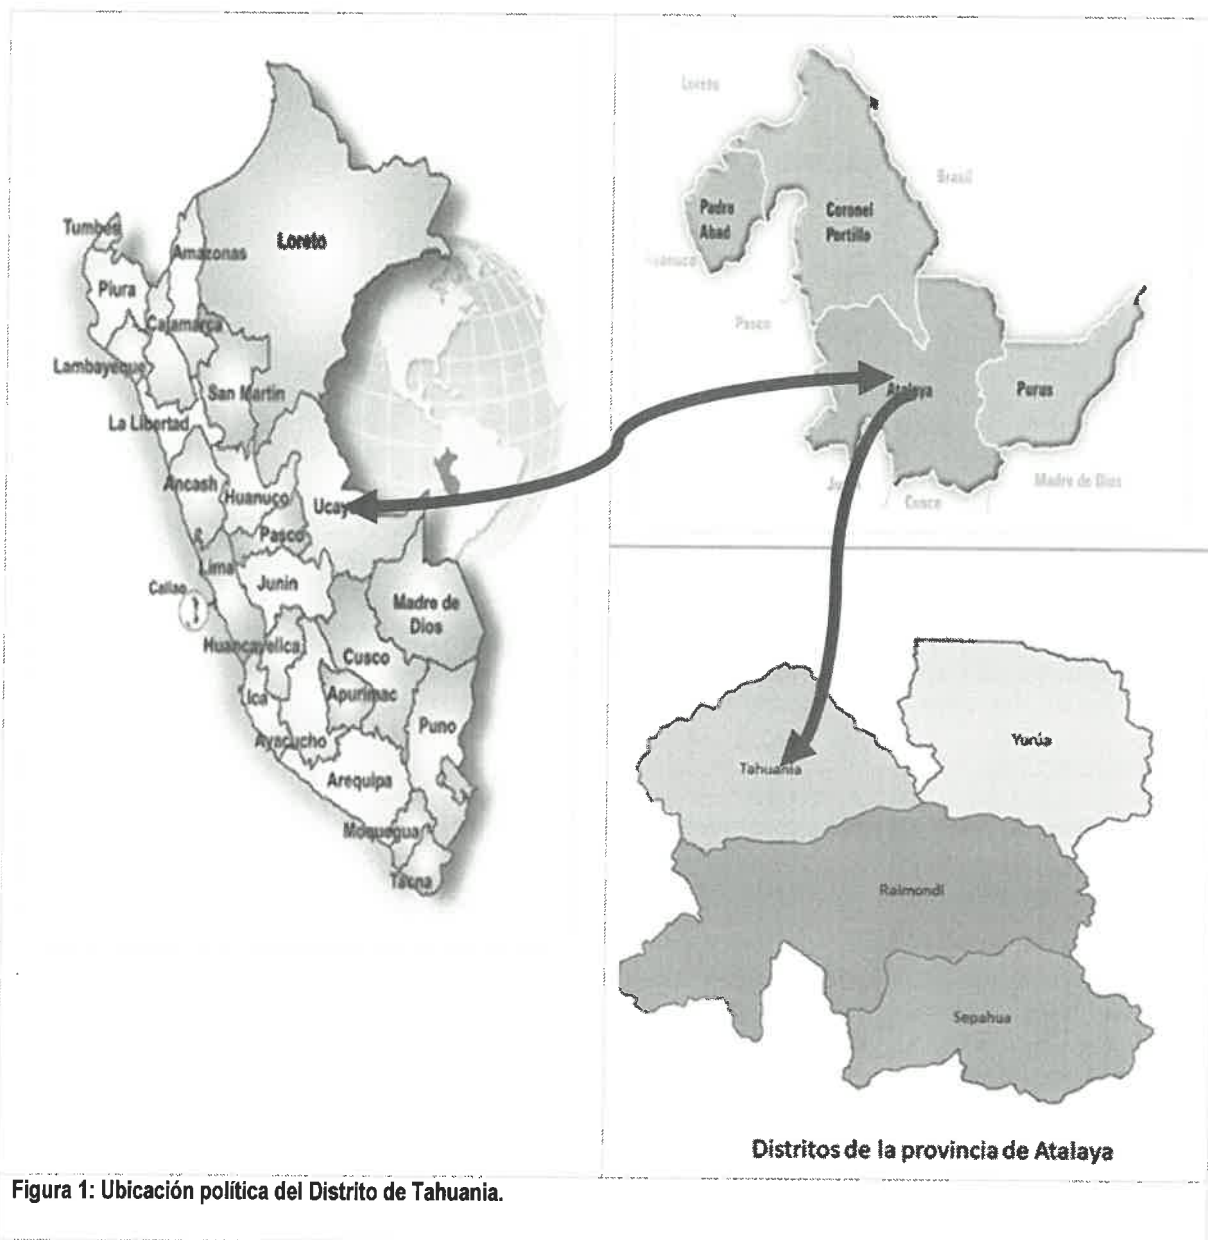 Tumbes
Amazonas
Loreto
Piura
Cajamarca
Lambayeque
San Martin
La Libertad
Ancash
Huanuco
Pasco
Lima
Junin
Callao
Madre de
Dios
Huancavelica
Cusco
Ica
Apurimac
Puno
Ayacucho
Arequipa
Moquegua
Tacna
Loreto
Brasil
Padre
Abad
Coronel
Portillo
Pasco
Atalaya
Purus
Cusco
Madre de Dios
Tahuania
Yurúa
Raimondi
Sepahua
Distritos de la provincia de Atalaya
Figura 1: Ubicación política del Distrito de Tahuania.